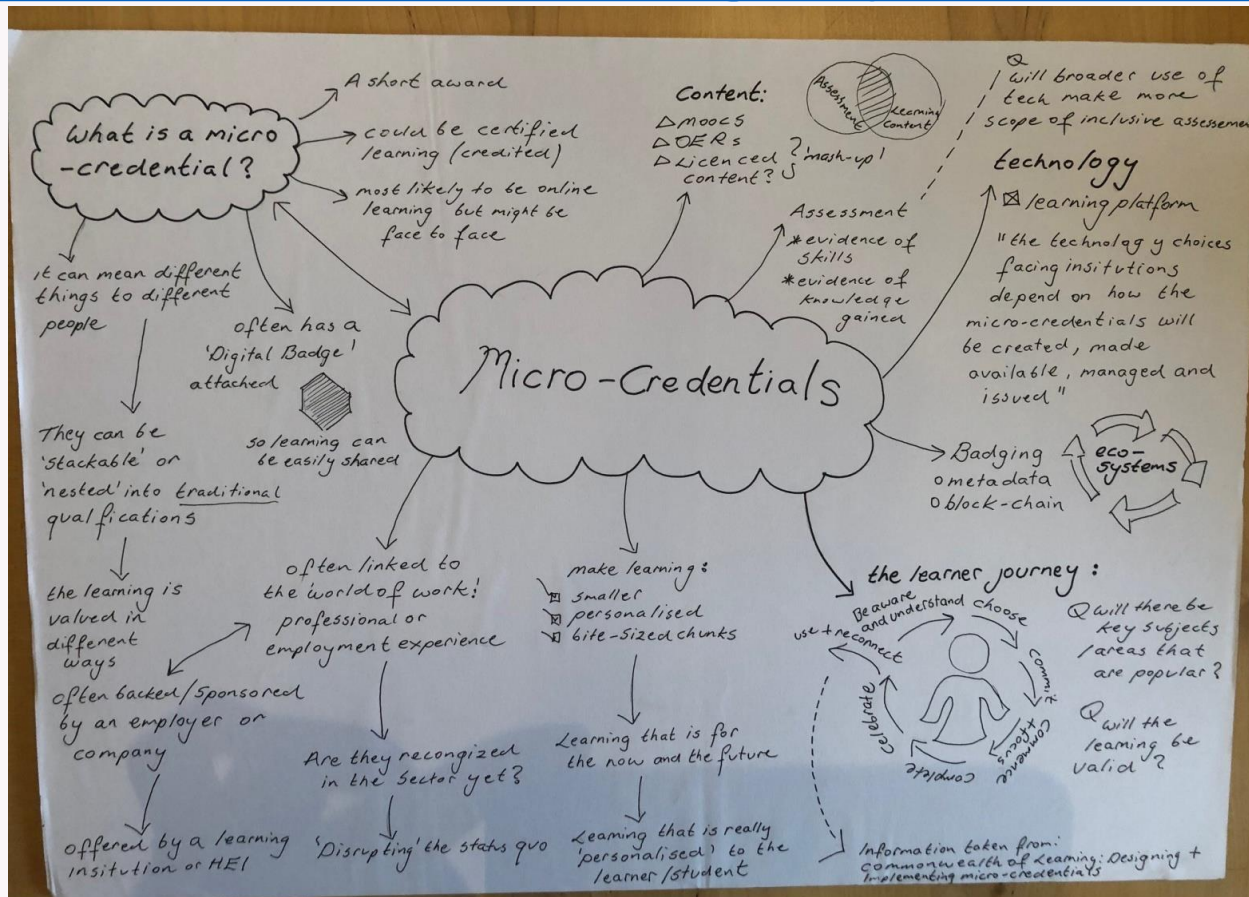 What is a micro
-credential?
A short award
could be certified
learning (credited)
most likely to be online
learning but might be
face to face
it can mean different
things to different
people
They can be
'stackable' or
'nested' into traditional
qualfications
the learning is
valued in
different
ways
often has a
'Digital Badge'
attached
so learning can
be easily shared
Micro-Credentials
Content:
MOOCS
OERs
Licenced
content?
? 'mash-up'
Assessment
Learning
Content
Assessment
*evidence of
skills
*evidence of
knowledge
gained
Q
will broader use of
tech make more
scope of inclusive assessemen
technology
learning platform
"the technology choices
facing insitutions
depend on how the
micro-credentials will
be created, made
available, managed and
issued"
Badging
o metadata
o block-chain
eco-
systems
the learner journey:
Be aware
and understand
choose
commit
commence
+ focus
complete
celebrate
use + reconnect
Q will there be
key subjects
/areas that
are popular?
Q will the
learning be
valid?
Information taken from:
Commonwealth of Learning: Designing +
Implementing micro-credentials
make learning:
smaller
personalised
bite-sized chunks
Learning that is for
the now and the future
Learning that is really
'personalised' to the
learner/student
often linked to
the 'world of work!
professional or
employment experience
Are they recongized
in the Sector yet?
'Disrupting' the status quo
often backed/sponsored
by an employer or
company
offered by a learning
insitution or HEI